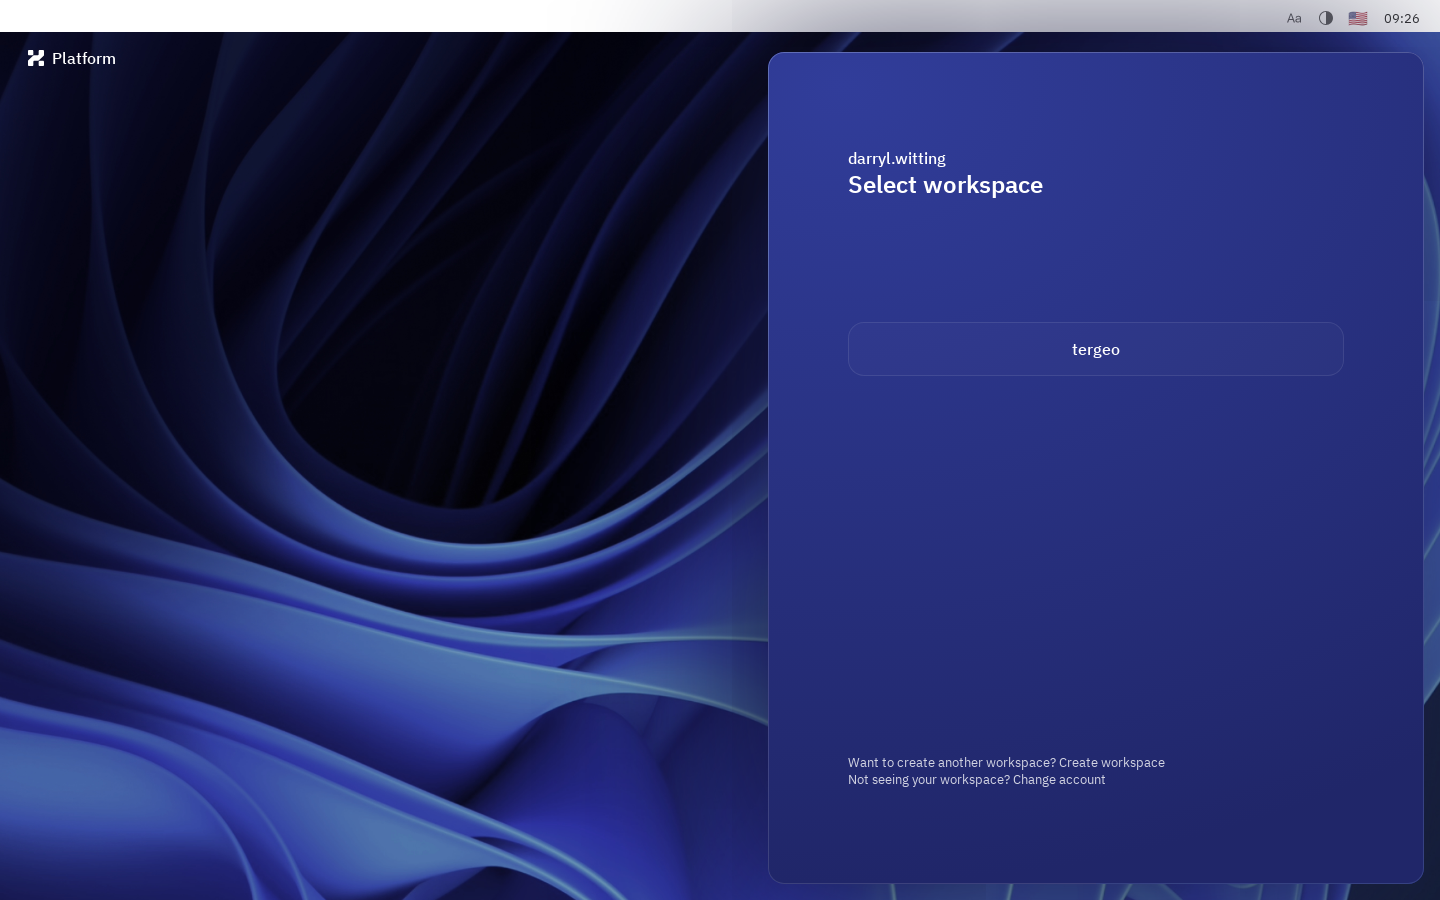 Aa 09:26
Platform
darryl.witting
Select workspace
tergeo
Want to create another workspace? Create workspace
Not seeing your workspace? Change account